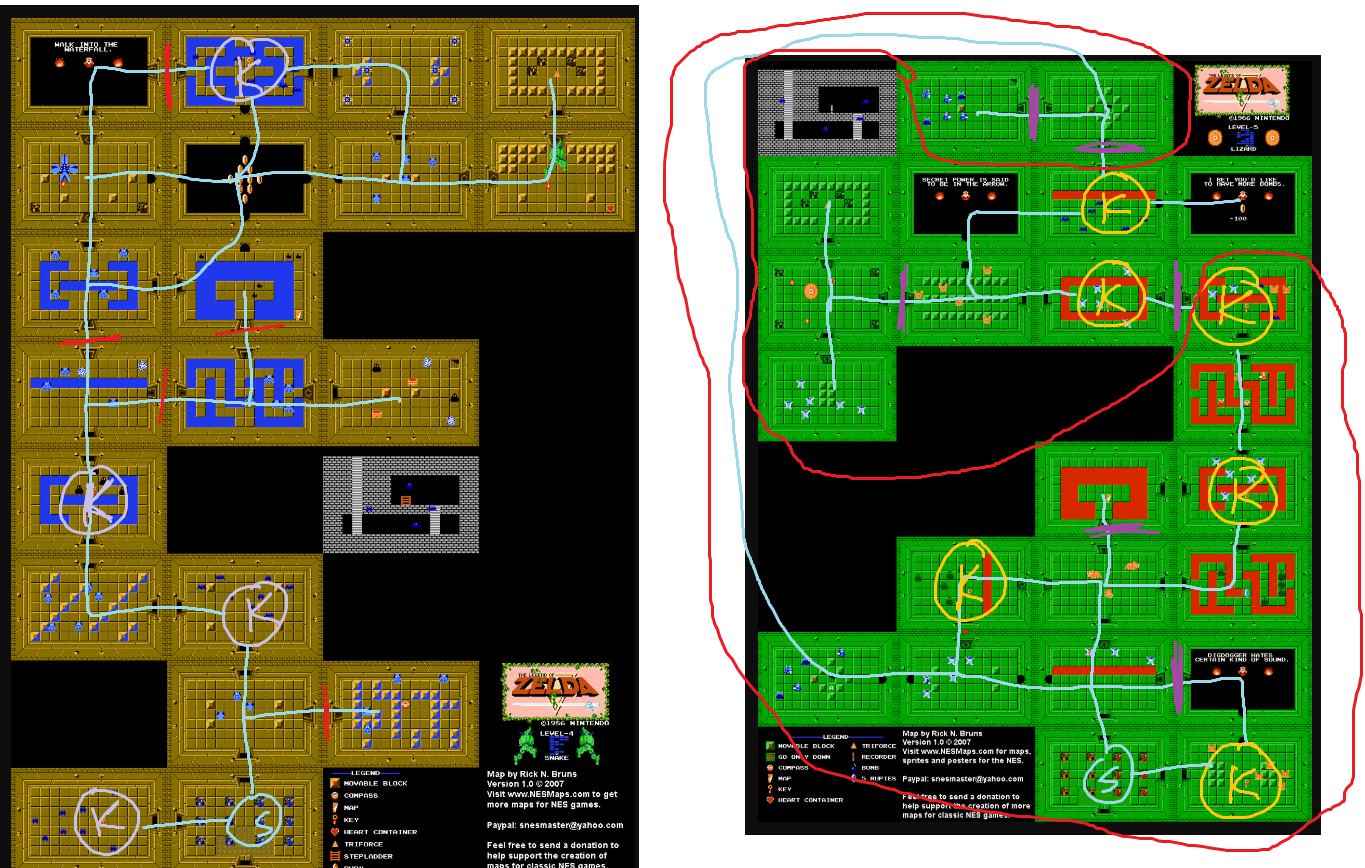 WALK INTO THE
WATERFALL.
K
K
K
K
S
THE LEGEND OF
ZELDA
©1986 NINTENDO
LEVEL-4
SNAKE
LEGEND
MOVABLE BLOCK
COMPASS
MAP
KEY
HEART CONTAINER
TRIFORCE
STEPLADDER
Map by Rick N. Bruns
Version 1.0 © 2007
Visit www.NESMaps.com to get
more maps for NES games.
Paypal: snesmaster@yahoo.com
Feel free to send a donation to
help support the creation of
maps for classic NES games.
THE LEGEND OF
ZELDA
©1986 NINTENDO
LEVEL-5
LIZARD
SECRET POWER IS SAID
TO BE IN THE ARROW.
K
I BET YOU'D LIKE
TO HAVE MORE BOMBS.
-100
K
K
K
K
DIGDOGGER HATES
CERTAIN KIND OF SOUND.
S
K
LEGEND
MOVABLE BLOCK
GO ONLY DOWN
COMPASS
MAP
KEY
HEART CONTAINER
TRIFORCE
RECORDER
BOMB
5 RUPIES
Map by Rick N. Bruns
Version 1.0 © 2007
Visit www.NESMaps.com for maps,
sprites and posters for the NES.
Paypal: snesmaster@yahoo.com
Feel free to send a donation to
help support the creation of more
maps for classic NES games.